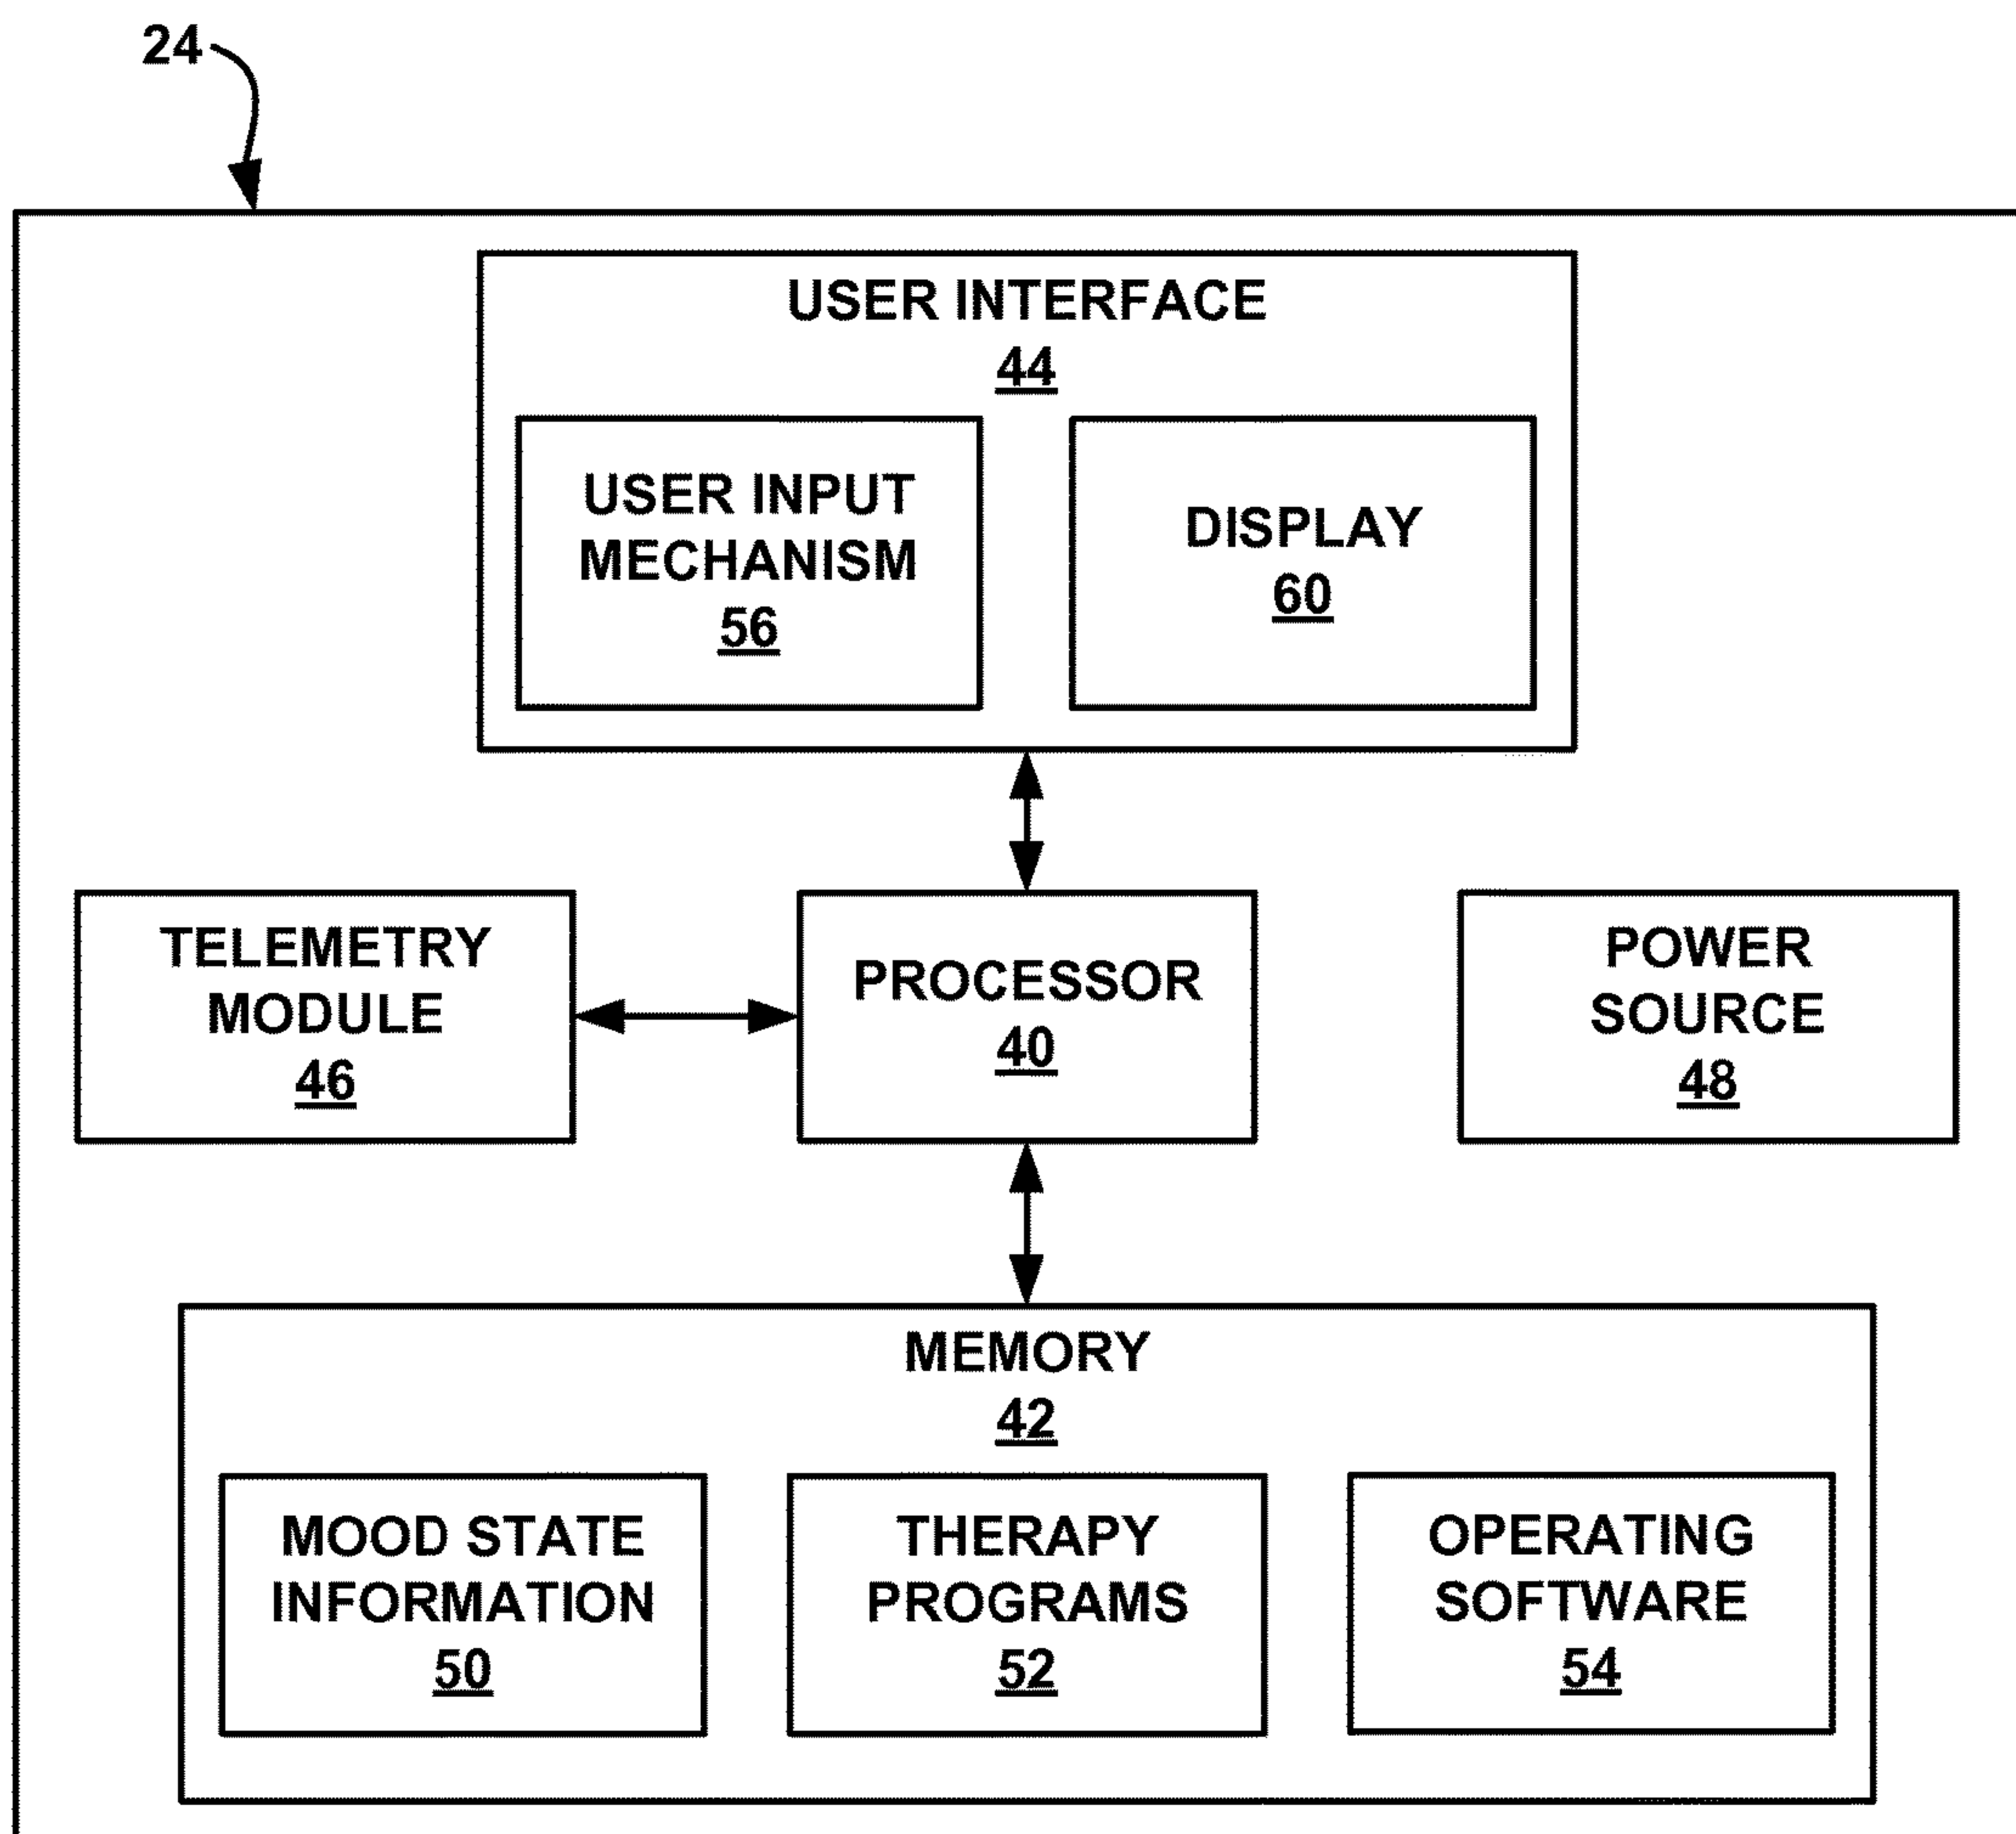 24
USER INTERFACE
44
USER INPUT
MECHANISM
56
DISPLAY
60
TELEMETRY
MODULE
46
PROCESSOR
40
POWER
SOURCE
48
MEMORY
42
MOOD STATE
INFORMATION
50
THERAPY
PROGRAMS
52
OPERATING
SOFTWARE
54